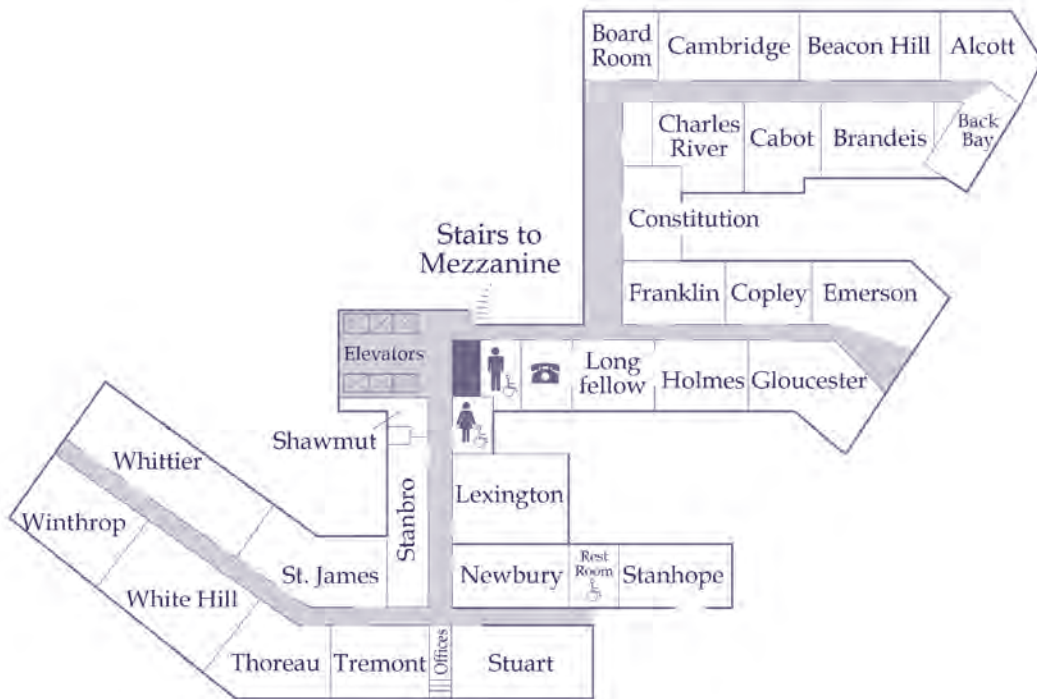 Board
Room
Cambridge
Beacon Hill
Alcott
Charles
River
Cabot
Brandeis
Back
Bay
Constitution
Stairs to
Mezzanine
Franklin
Copley
Emerson
Elevators
Long
fellow
Holmes
Gloucester
Shawmut
Whittier
Stanbro
Lexington
Winthrop
St. James
Newbury
Rest
Room
Stanhope
White Hill
Thoreau
Tremont
Offices
Stuart